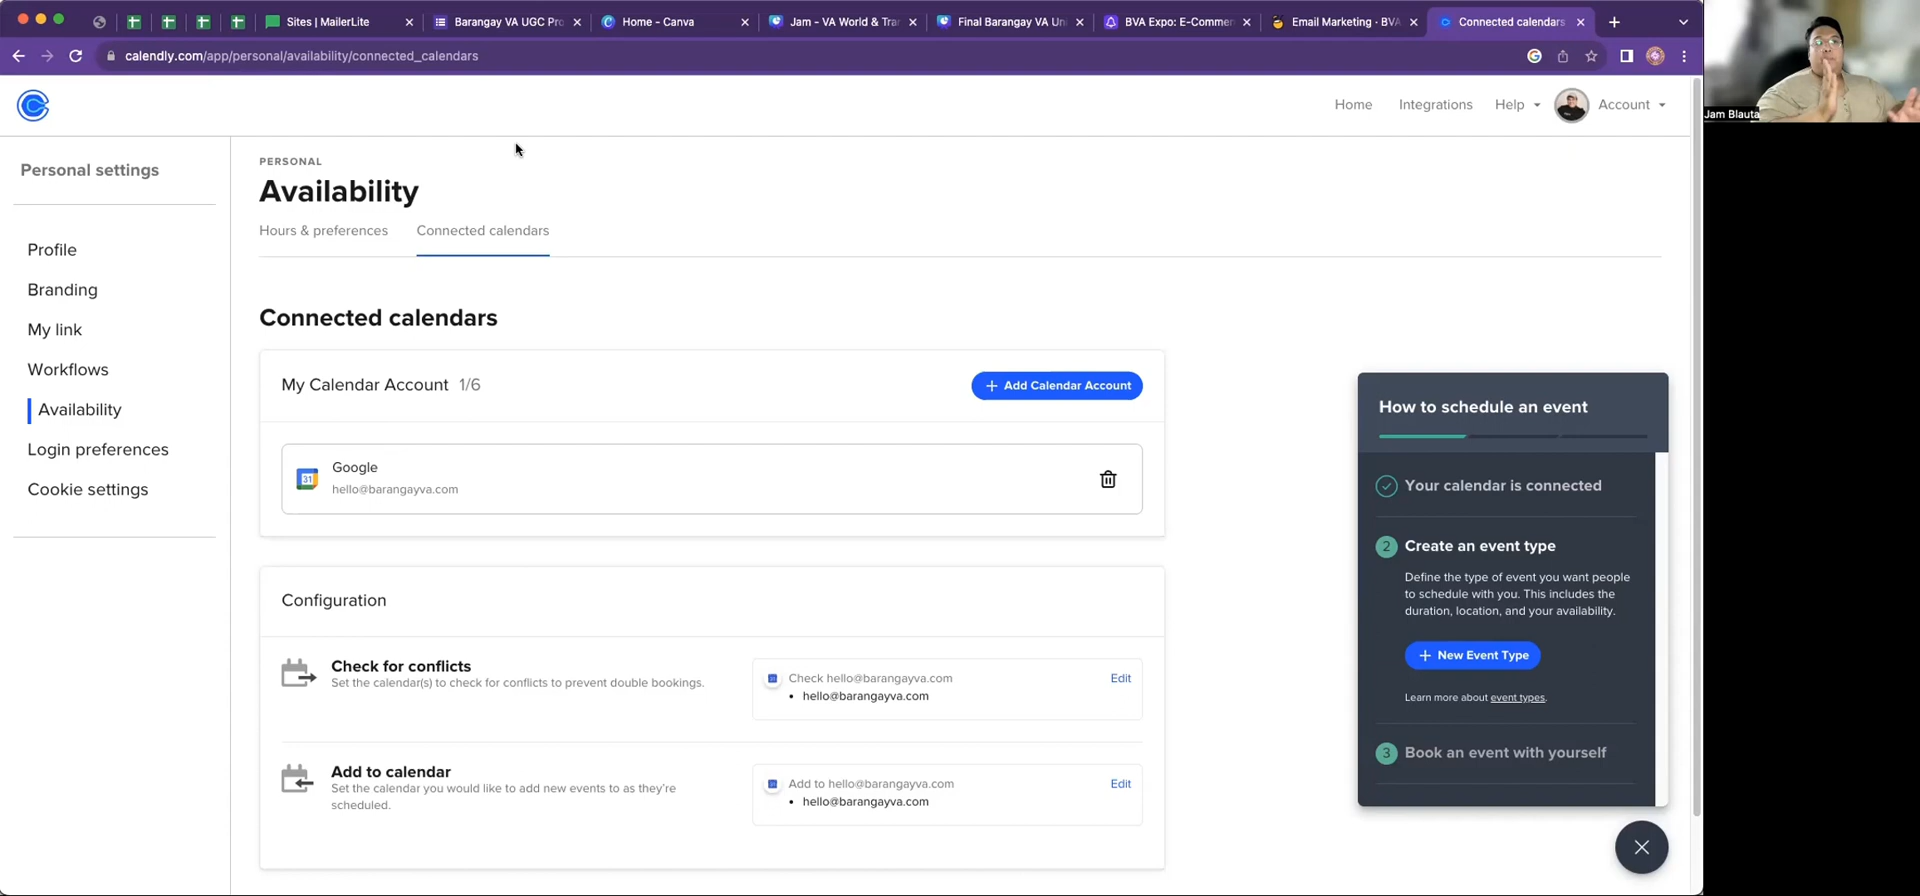 Sites | MailerLite
Barangay VA UGC Pro
Home - Canva
Jam - VA World & Tra
Final Barangay VA Un
BVA Expo: E-Commer
Email Marketing · BVA
Connected calendars
calendly.com/app/personal/availability/connected_calendars
Jam Blauta
Home
Integrations
Help
Account
Personal settings
Profile
Branding
My link
Workflows
Availability
Login preferences
Cookie settings
PERSONAL
Availability
Hours & preferences
Connected calendars
Connected calendars
My Calendar Account 1/6
+ Add Calendar Account
31
Google
hello@barangayva.com
Configuration
Check for conflicts
Set the calendar(s) to check for conflicts to prevent double bookings.
Check hello@barangayva.com
• hello@barangayva.com
Edit
Add to calendar
Set the calendar you would like to add new events to as they're
scheduled.
Add to hello@barangayva.com
• hello@barangayva.com
Edit
How to schedule an event
Your calendar is connected
2 Create an event type
Define the type of event you want people
to schedule with you. This includes the
duration, location, and your availability.
+ New Event Type
Learn more about event types.
3 Book an event with yourself